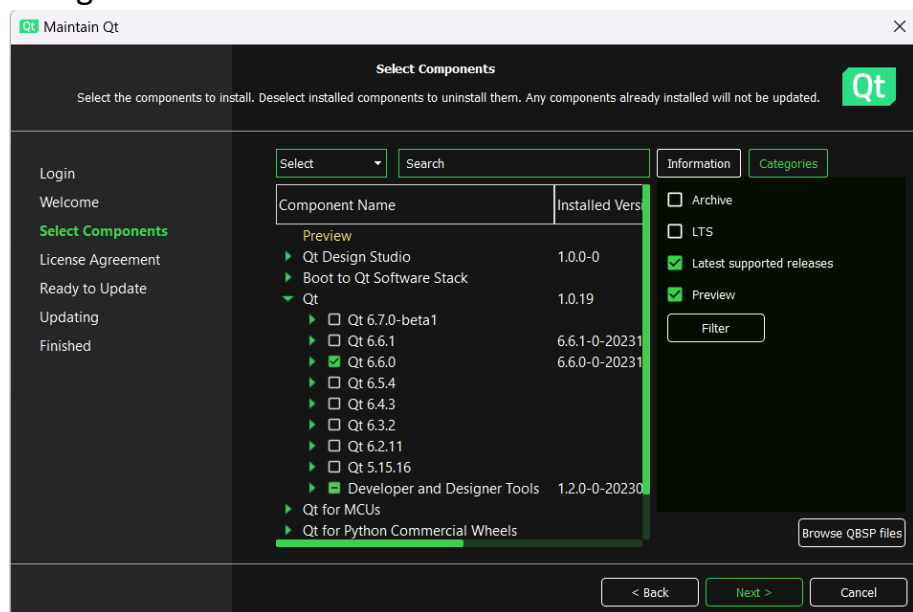 Qt Maintain Qt
Select Components
Select the components to install. Deselect installed components to uninstall them. Any components already installed will not be updated.
Qt
Login
Welcome
Select Components
License Agreement
Ready to Update
Updating
Finished
Select
Search
Component Name
Installed Versi
Preview
Qt Design Studio 1.0.0-0
Boot to Qt Software Stack
Qt 1.0.19
Qt 6.7.0-beta1
Qt 6.6.1 6.6.1-0-20231
Qt 6.6.0 6.6.0-0-20231
Qt 6.5.4
Qt 6.4.3
Qt 6.3.2
Qt 6.2.11
Qt 5.15.16
Developer and Designer Tools 1.2.0-0-20230
Qt for MCUs
Qt for Python Commercial Wheels
Information
Categories
Archive
LTS
Latest supported releases
Preview
Filter
Browse QBSP files
< Back
Next >
Cancel